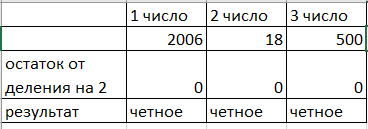 1 число 2 число 3 число
2006 18 500
остаток от
деления на 2 0 0 0
результат четное четное четное